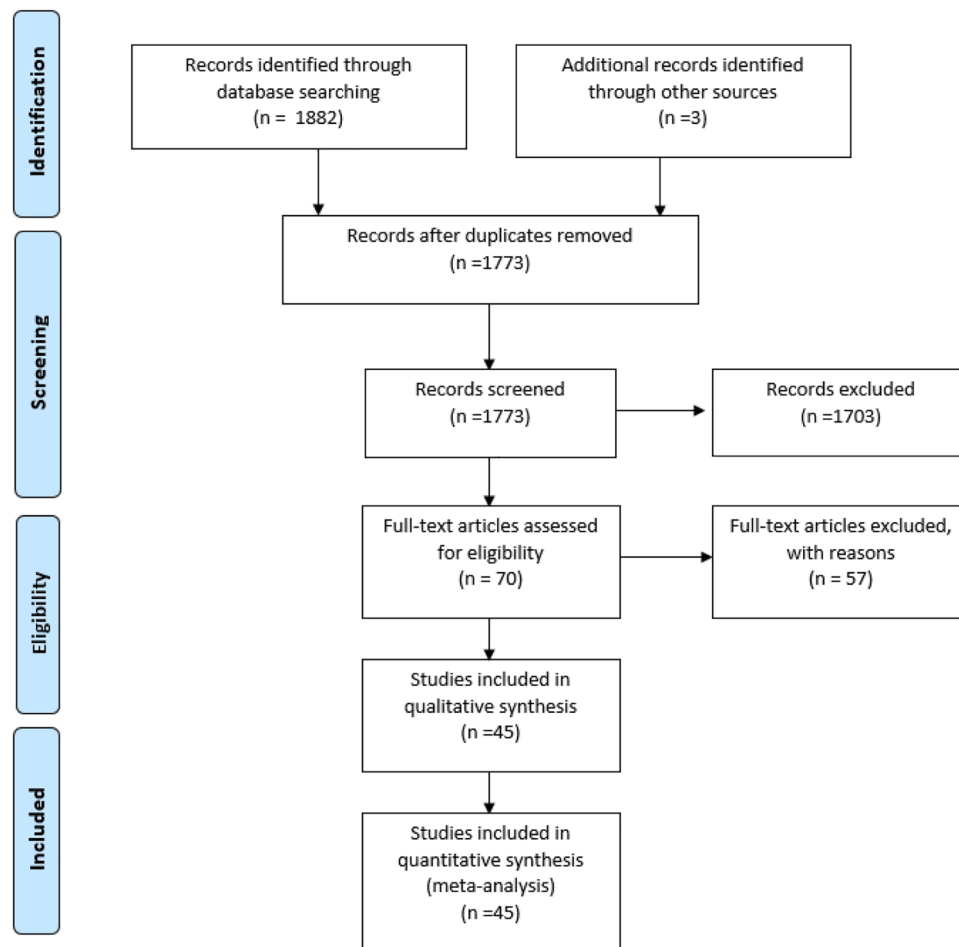 Identification
Records identified through
database searching
(n =  1882)
Additional records identified
through other sources
(n =3)
Records after duplicates removed
(n =1773)
Screening
Records screened
(n =1773)
Records excluded
(n =1703)
Eligibility
Full-text articles assessed
for eligibility
(n = 70)
Full-text articles excluded,
with reasons
(n = 57)
Studies included in
qualitative synthesis
(n =45)
Included
Studies included in
quantitative synthesis
(meta-analysis)
(n =45)